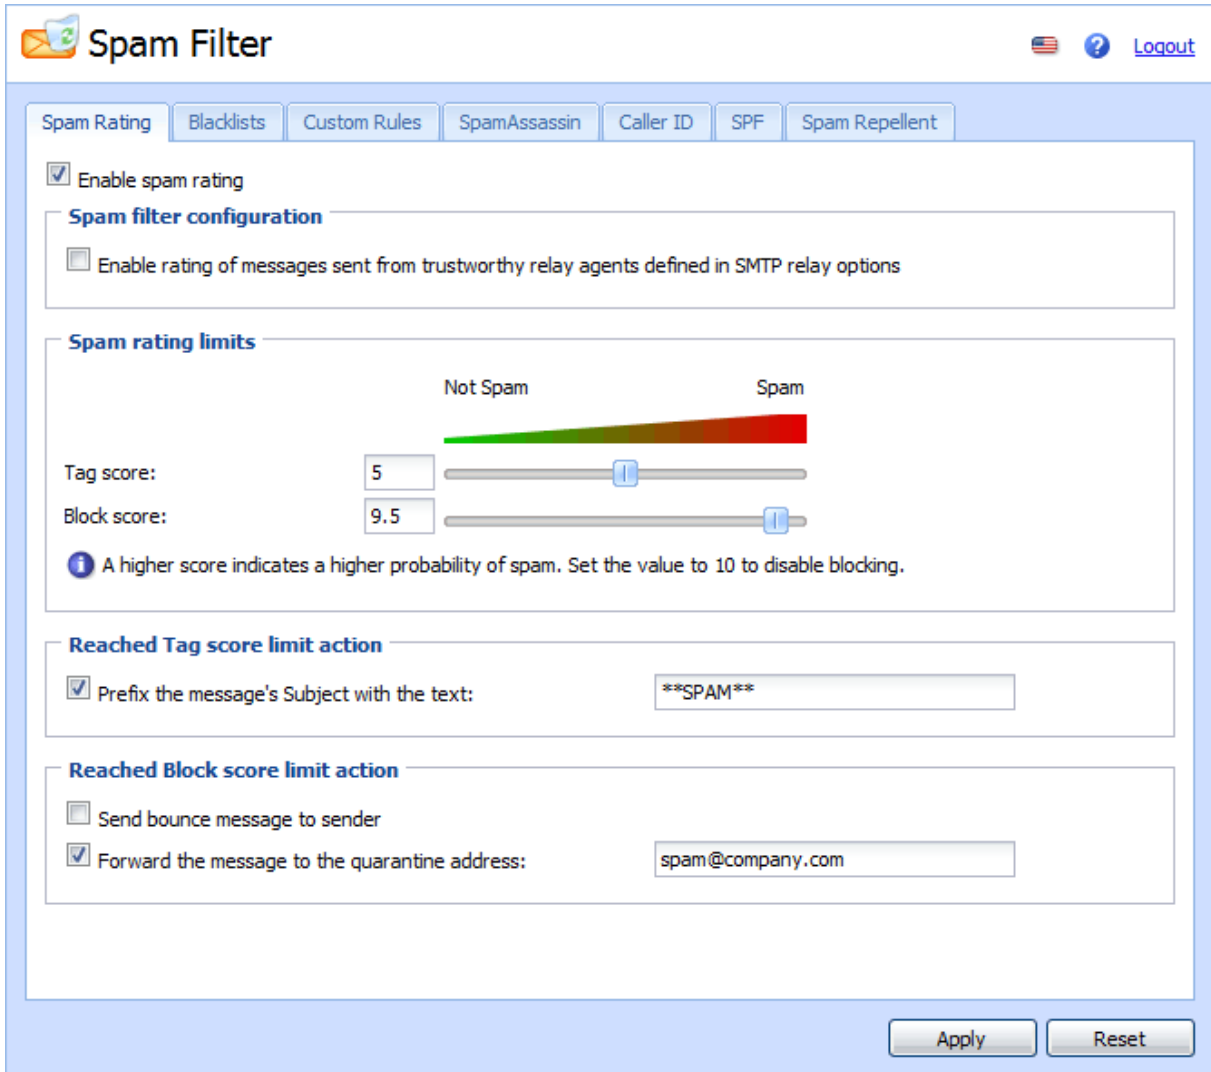 Spam Filter
Logout
Spam Rating Blacklists Custom Rules SpamAssassin Caller ID SPF Spam Repellent
Enable spam rating
Spam filter configuration
Enable rating of messages sent from trustworthy relay agents defined in SMTP relay options
Spam rating limits
Not Spam Spam
Tag score: 5
Block score: 9.5
A higher score indicates a higher probability of spam. Set the value to 10 to disable blocking.
Reached Tag score limit action
Prefix the message's Subject with the text: **SPAM**
Reached Block score limit action
Send bounce message to sender
Forward the message to the quarantine address: spam@company.com
Apply Reset